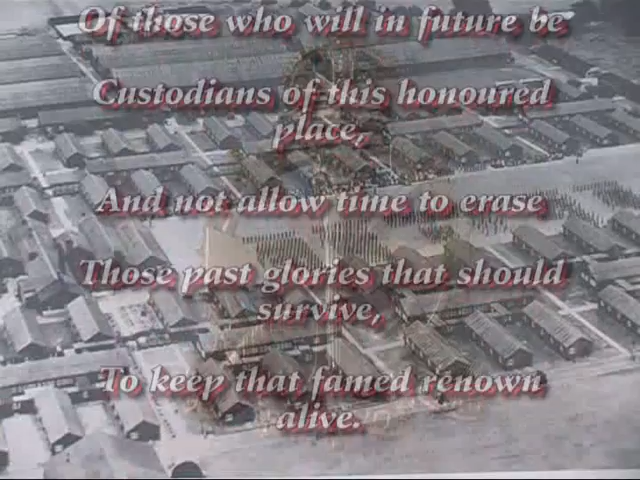 Of those who will in future be
Custodians of this honoured
place,
And not allow time to erase
Those past glories that should
survive,
To keep that famed renown
alive.